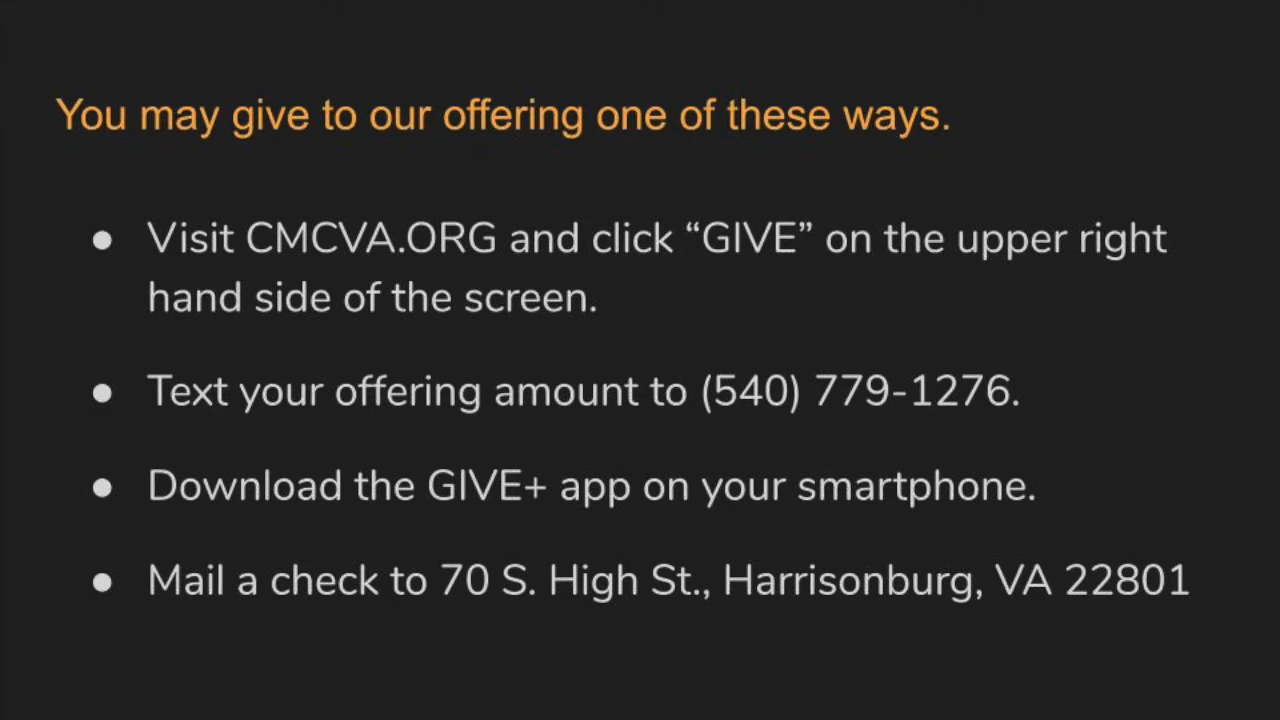 You may give to our offering one of these ways.
● Visit CMCVA.ORG and click “GIVE” on the upper right
hand side of the screen.
● Text your offering amount to (540) 779-1276.
● Download the GIVE+ app on your smartphone.
● Mail a check to 70 S. High St., Harrisonburg, VA 22801